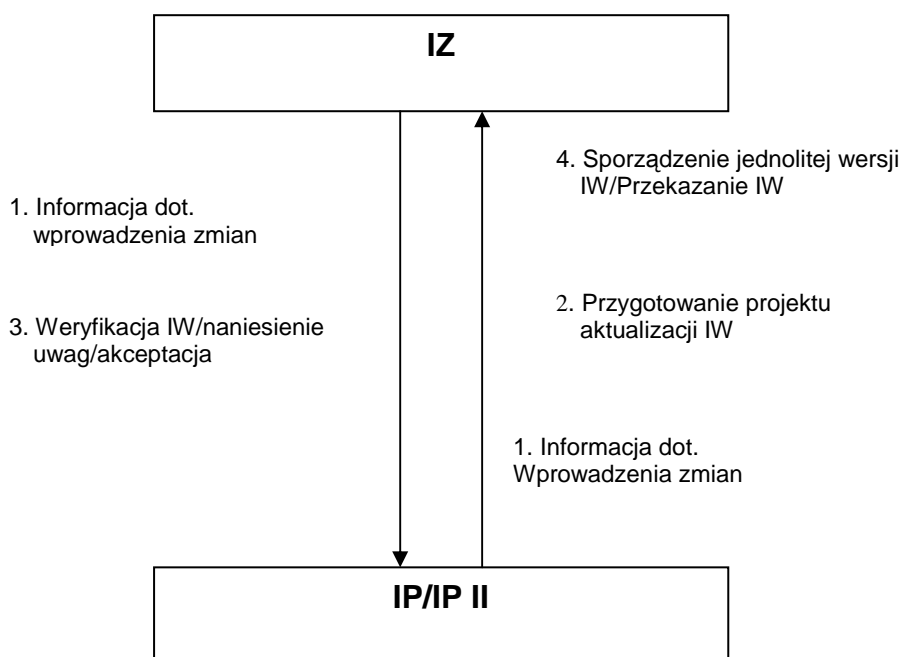 IZ
1. Informacja dot.
wprowadzenia zmian
3. Weryfikacja IW/naniesienie
uwag/akceptacja
4. Sporządzenie jednolitej wersji
IW/Przekazanie IW
2. Przygotowanie projektu
aktualizacji IW
1. Informacja dot.
Wprowadzenia zmian
IP/IP II